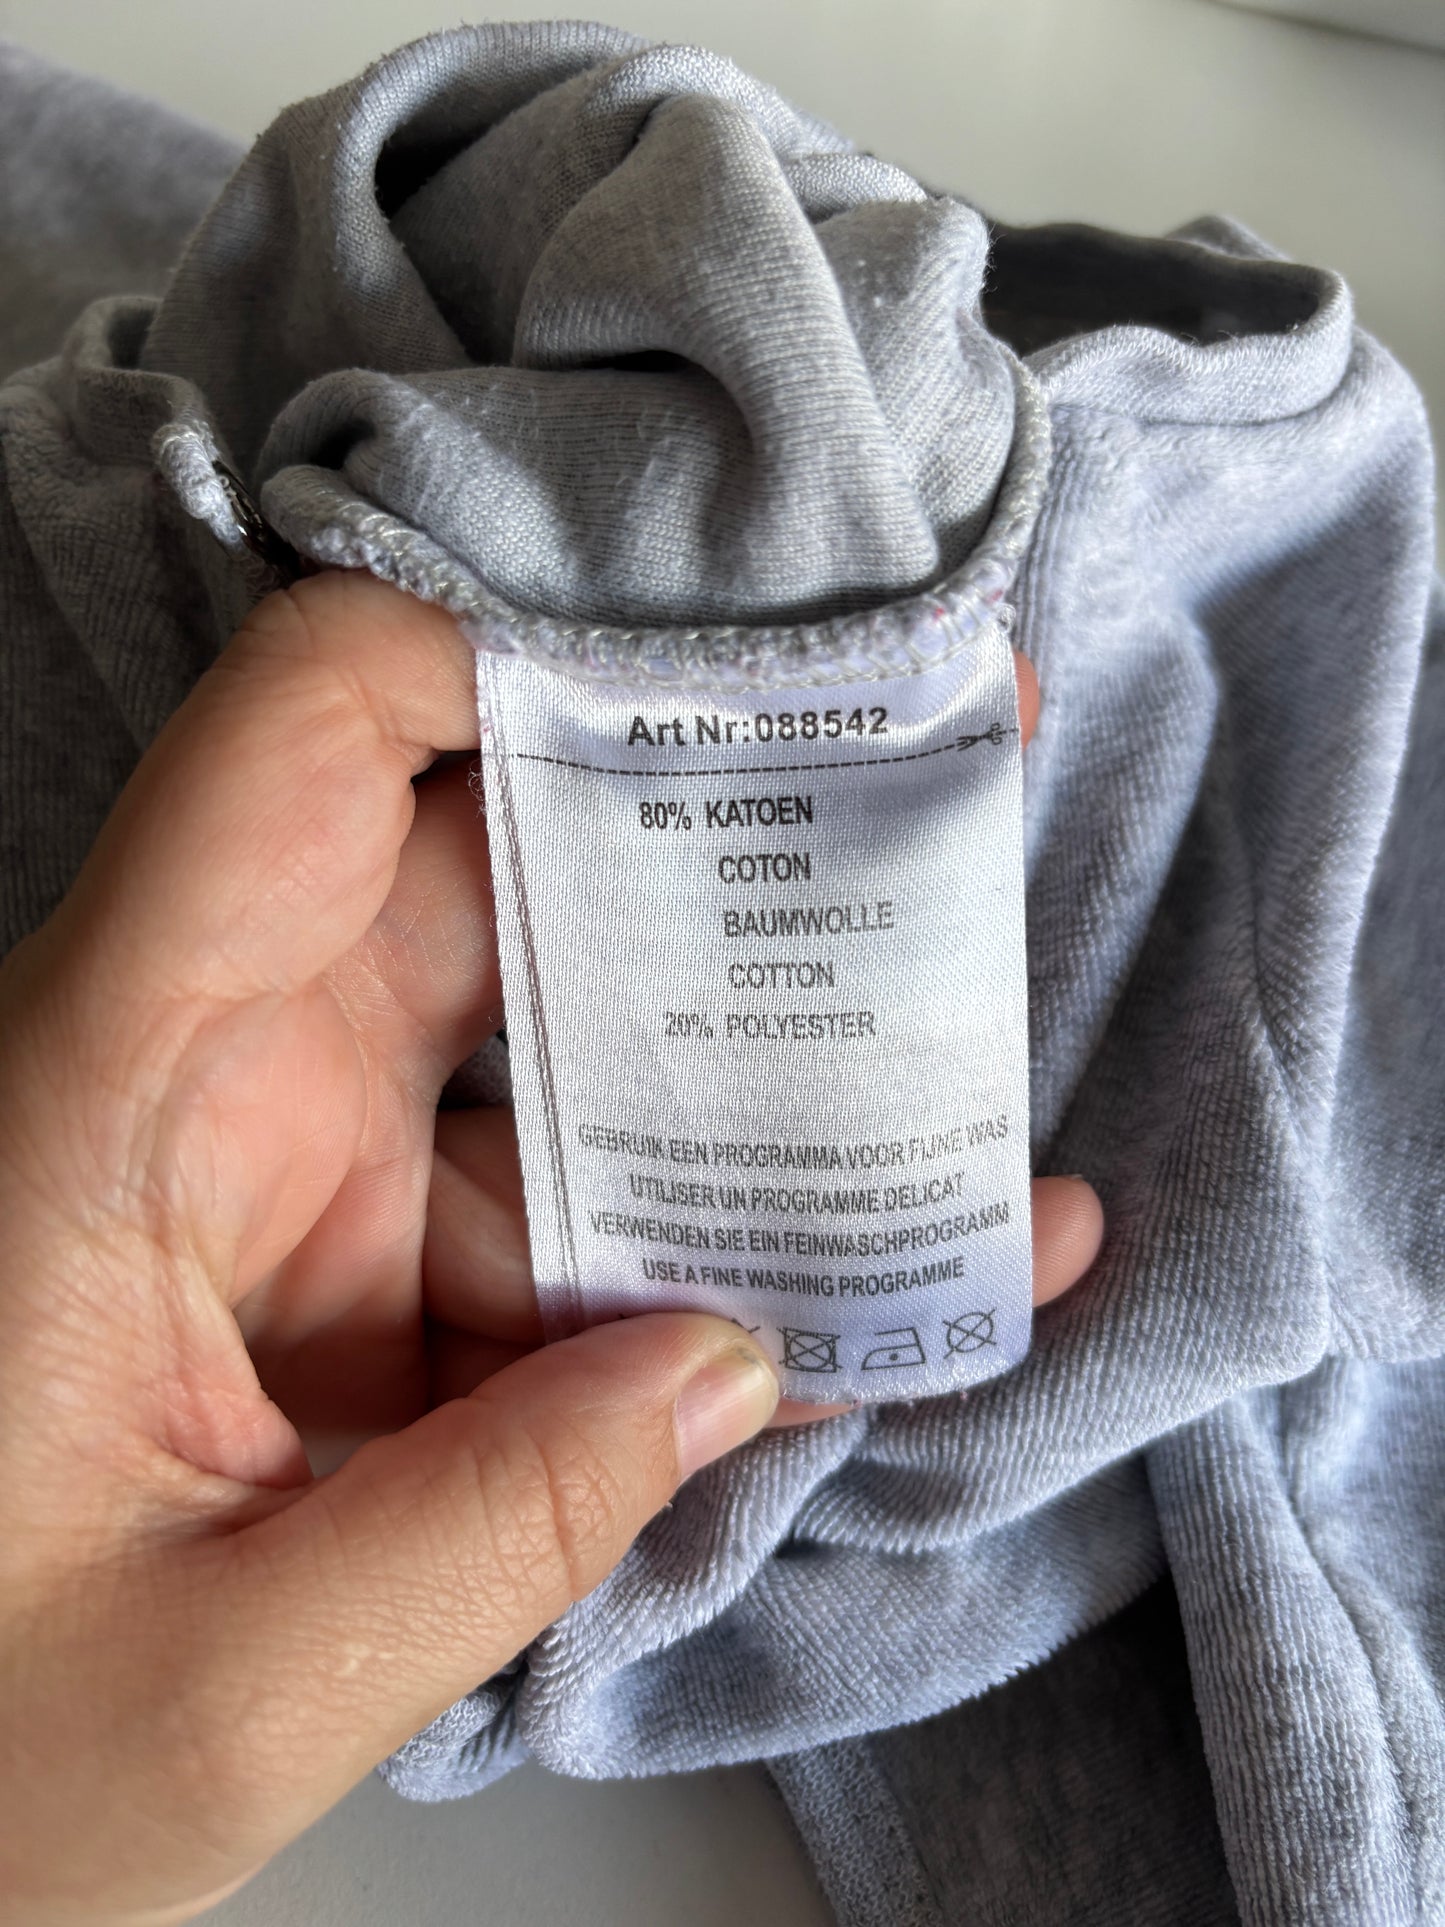 Art Nr:088542
80% KATOEN
COTON
BAUMWOLLE
COTTON
20% POLYESTER
GEBRUIK EEN PROGRAMMA VOOR FIJNE WAS
UTILISER UN PROGRAMME DELICAT
VERWENDEN SIE EIN FEINWASCHPROGRAMM
USE A FINE WASHING PROGRAMME